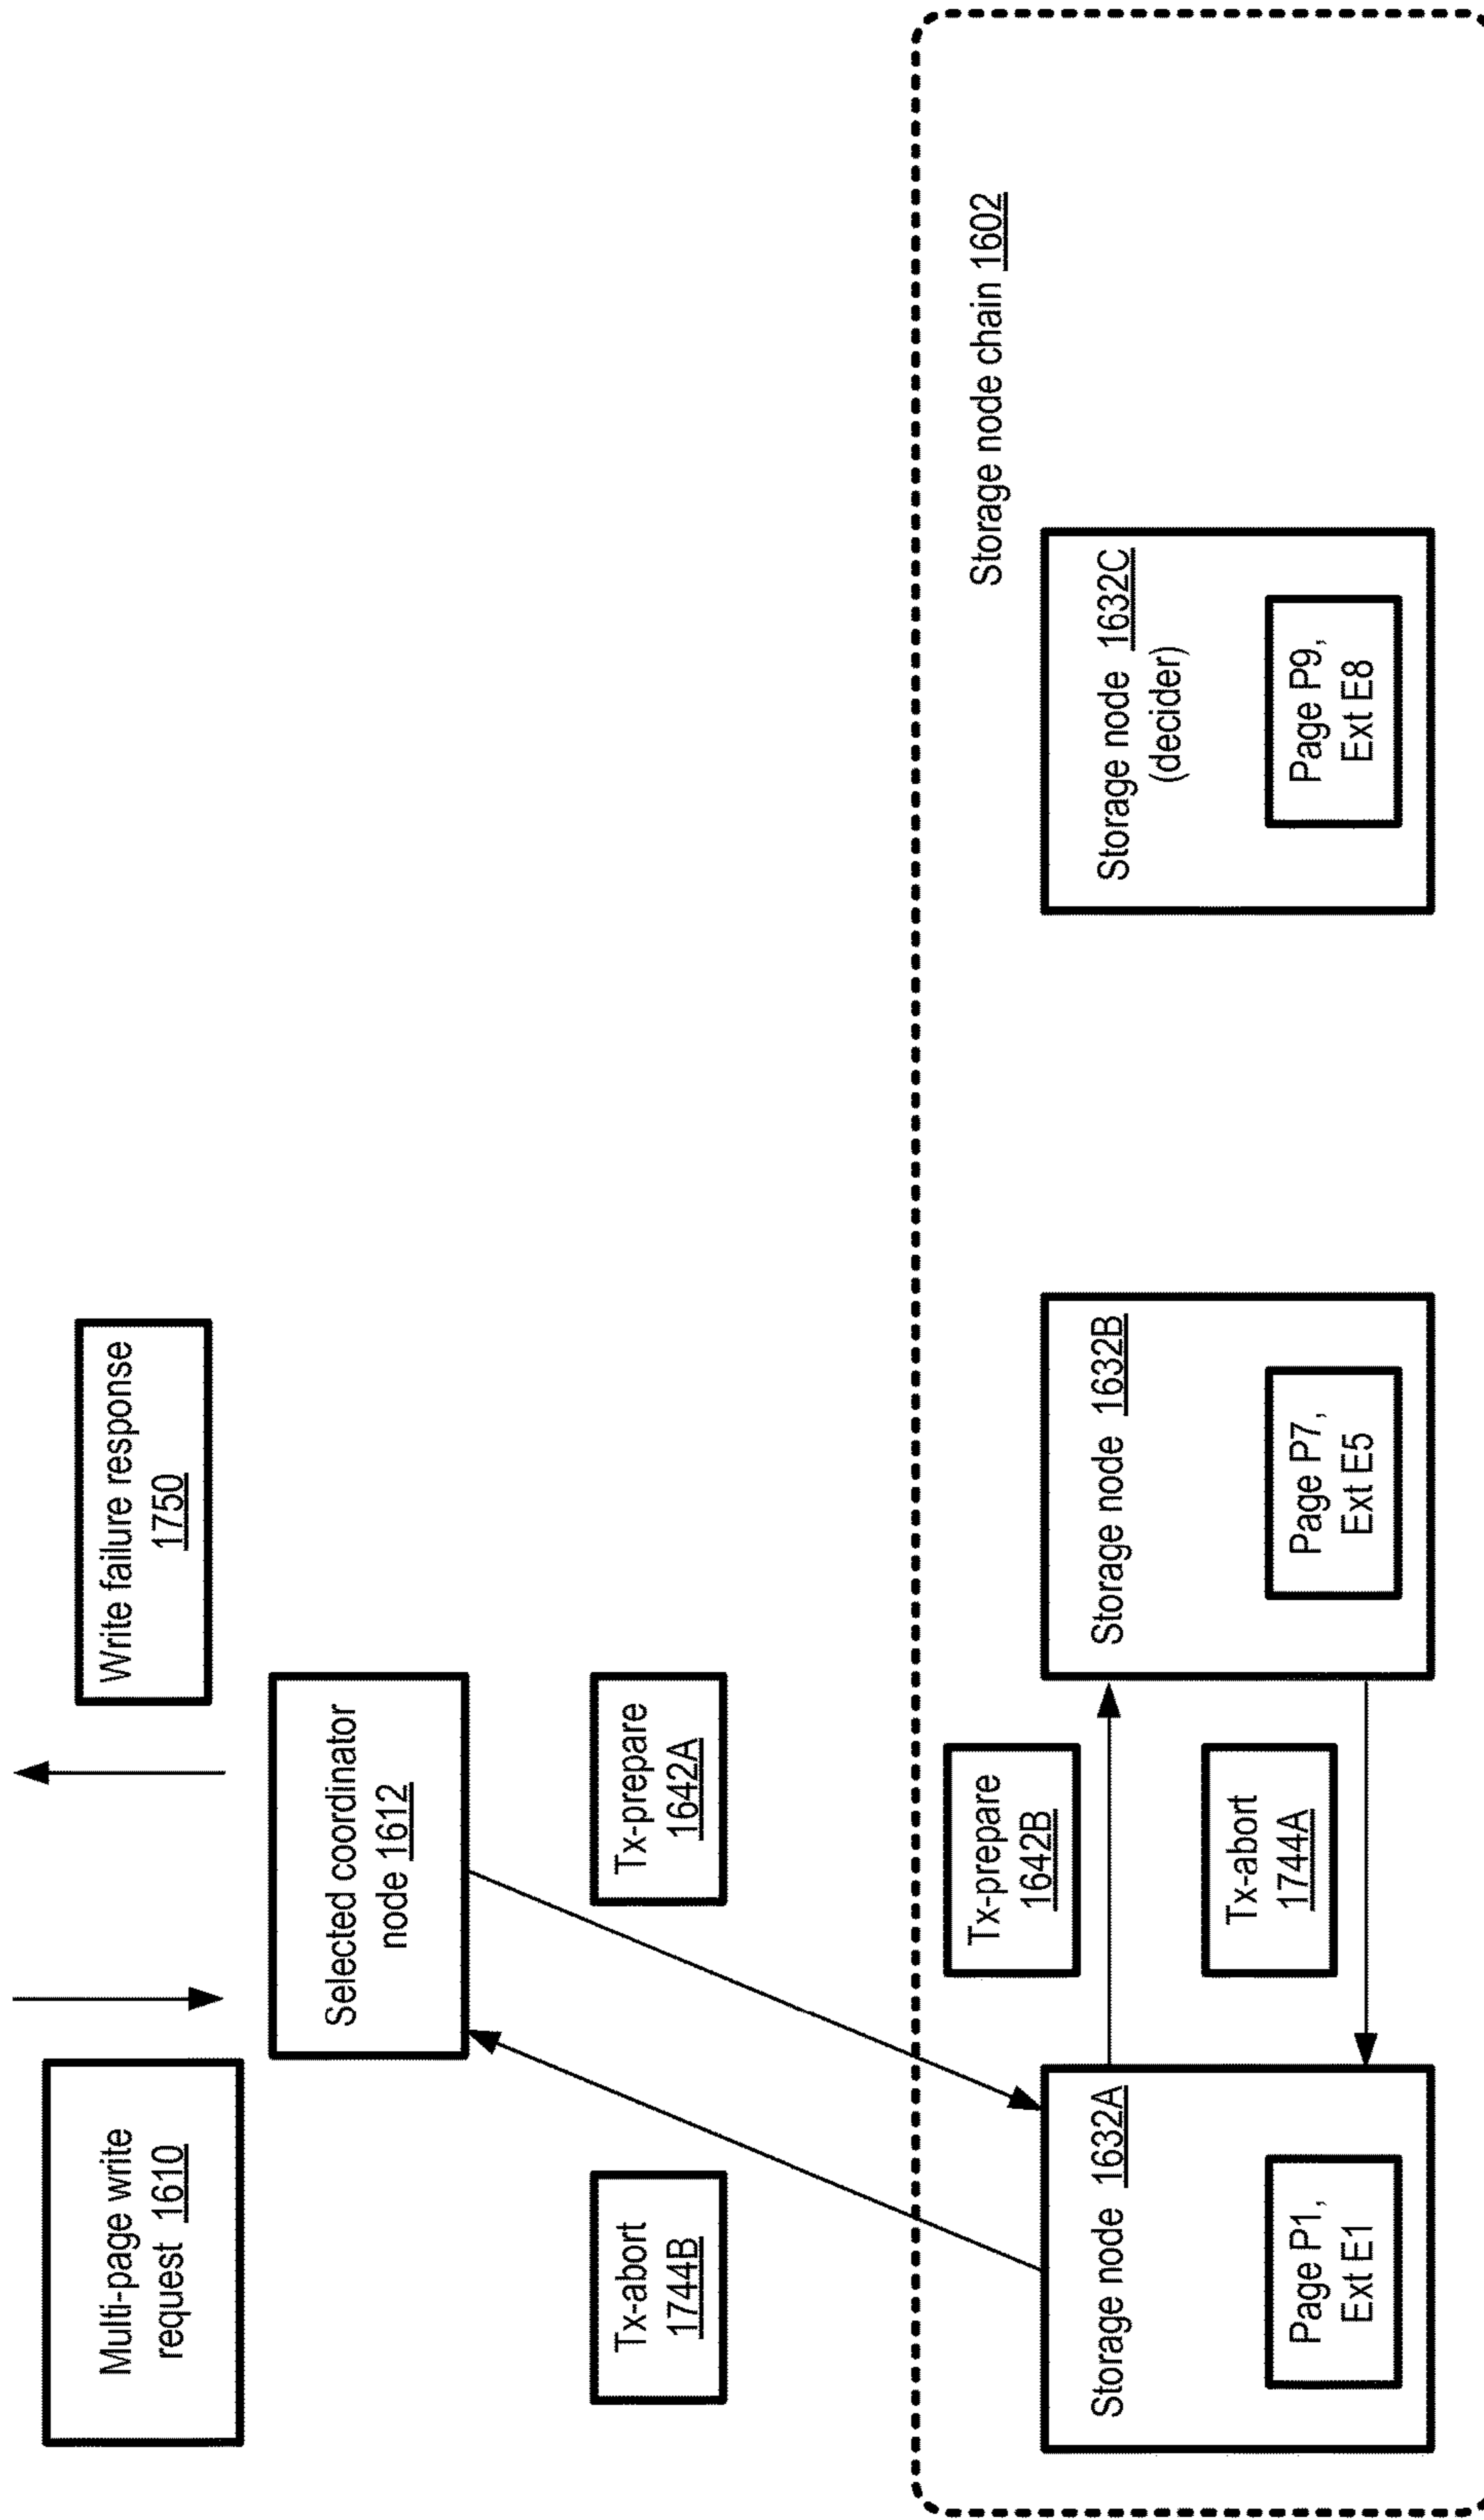 Multi-page write
request 1610
Write failure response
1750
Selected coordinator
node 1612
Tx-abort
1744B
Tx-prepare
1642A
Storage node chain 1602
Tx-prepare
1642B
Tx-abort
1744A
Storage node 1632A
Page P1,
Ext E1
Storage node 1632B
Page P7,
Ext E5
Storage node 1632C
(decider)
Page P9,
Ext E8